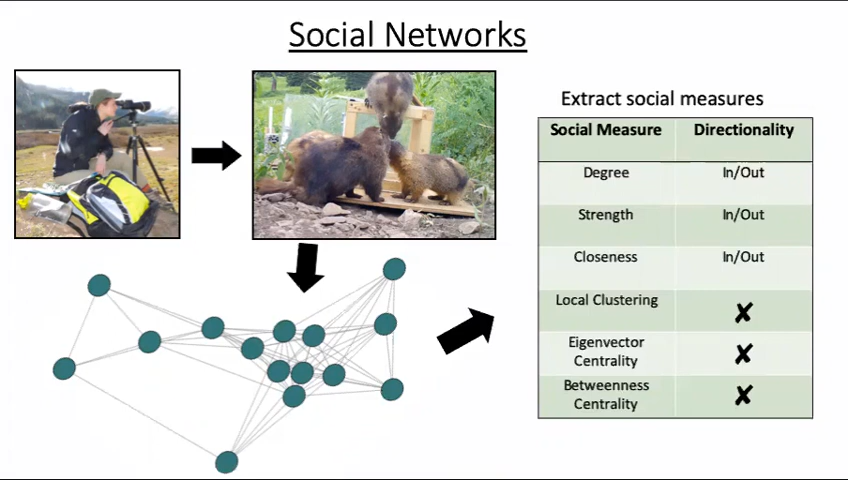 Social Networks
Extract social measures
Social Measure Directionality
Degree In/Out
Strength In/Out
Closeness In/Out
Local Clustering ✘
Eigenvector
Centrality ✘
Betweenness
Centrality ✘